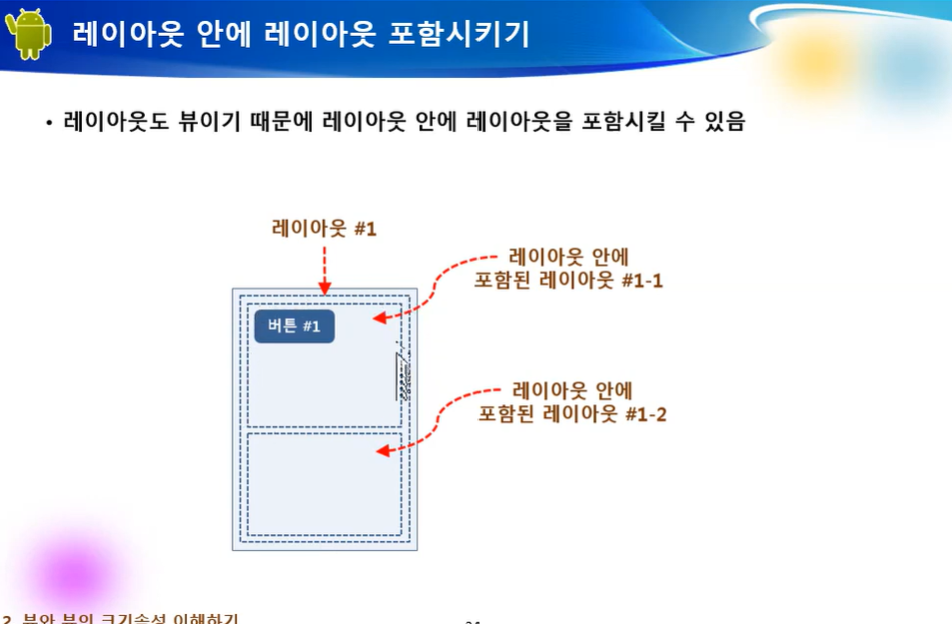 레이아웃 안에 레이아웃 포함시키기
• 레이아웃도 뷰이기 때문에 레이아웃 안에 레이아웃을 포함시킬 수 있음
레이아웃 #1
레이아웃 안에
포함된 레이아웃 #1-1
버튼 #1
레이아웃 안에
포함된 레이아웃 #1-2
2. 뷰와 뷰의 크기속성 이해하기